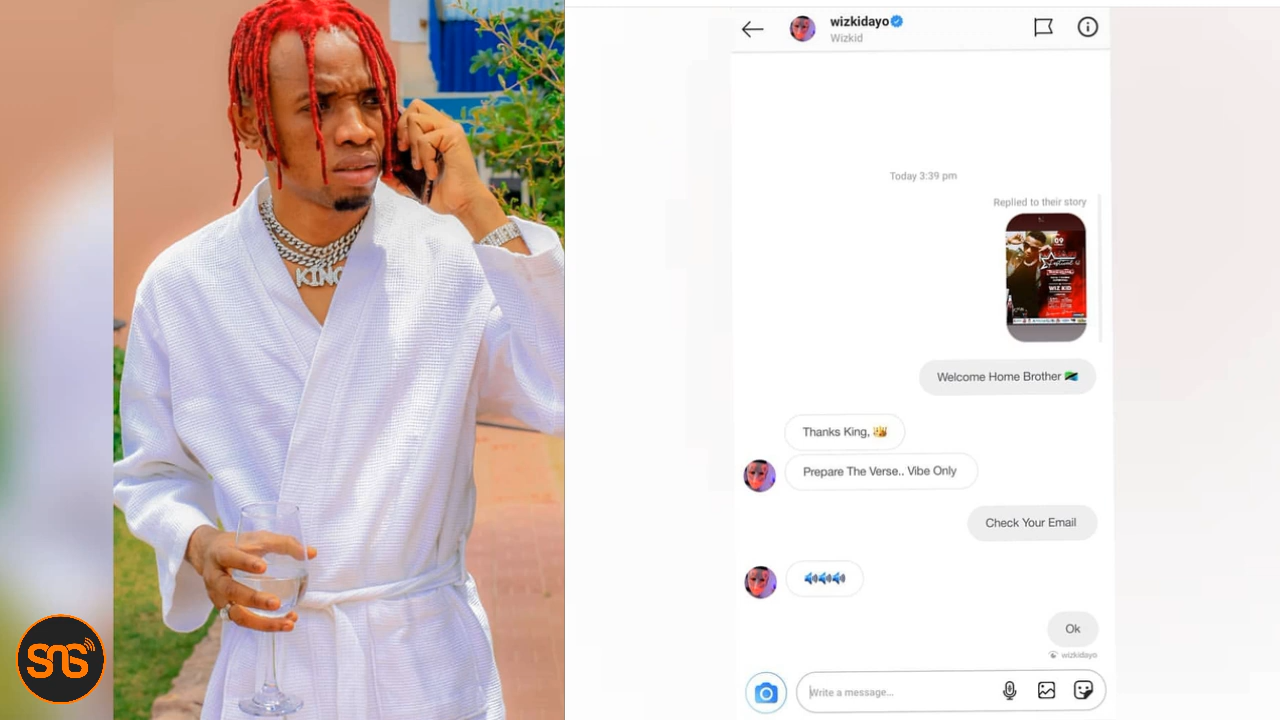 KING
SNS
wizkidayo
Wizkid
Today 3:39 pm
Replied to their story
09
WIZ KID
Welcome Home Brother 🇹🇿
Thanks King, 👑
Prepare The Verse.. Vibe Only
Check Your Email
🔊🔊🔊
Ok
wizkidayo
Write a message...